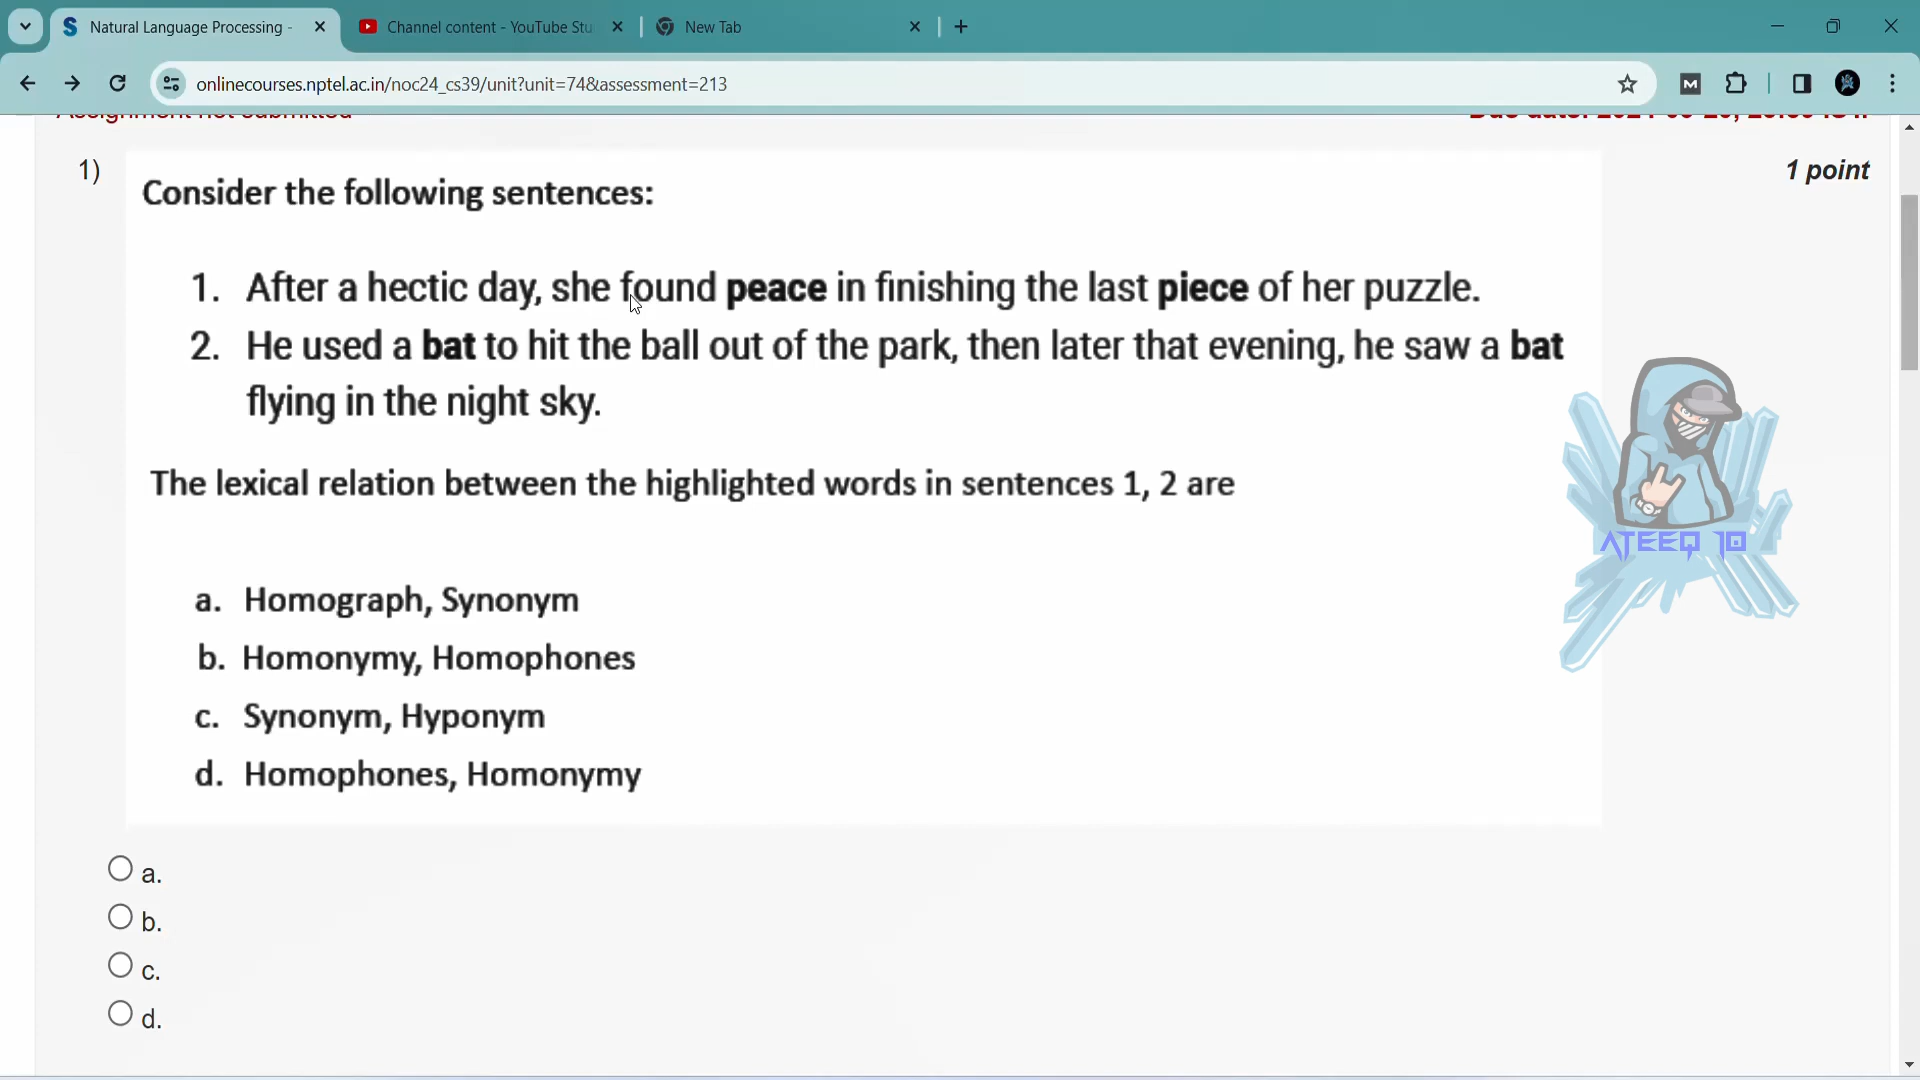 Natural Language Processing -
Channel content - YouTube Stu
New Tab
onlinecourses.nptel.ac.in/noc24_cs39/unit?unit=74&assessment=213
Assignment not submitted
1)
1 point
Consider the following sentences:
1. After a hectic day, she found peace in finishing the last piece of her puzzle.
2. He used a bat to hit the ball out of the park, then later that evening, he saw a bat
flying in the night sky.
The lexical relation between the highlighted words in sentences 1, 2 are
ATEEQ 10
a. Homograph, Synonym
b. Homonymy, Homophones
c. Synonym, Hyponym
d. Homophones, Homonymy
a.
b.
c.
d.